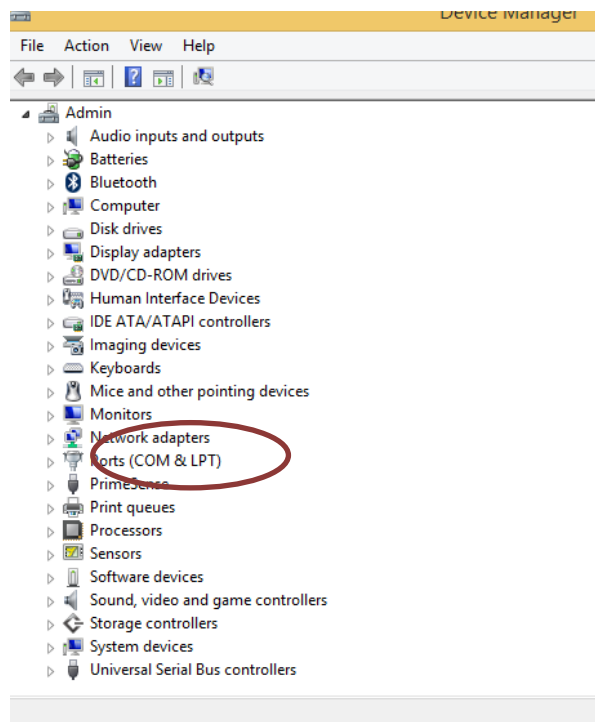 Device Manager
File Action View Help
Admin
Audio inputs and outputs
Batteries
Bluetooth
Computer
Disk drives
Display adapters
DVD/CD-ROM drives
Human Interface Devices
IDE ATA/ATAPI controllers
Imaging devices
Keyboards
Mice and other pointing devices
Monitors
Network adapters
Ports (COM & LPT)
PrimeSense
Print queues
Processors
Sensors
Software devices
Sound, video and game controllers
Storage controllers
System devices
Universal Serial Bus controllers